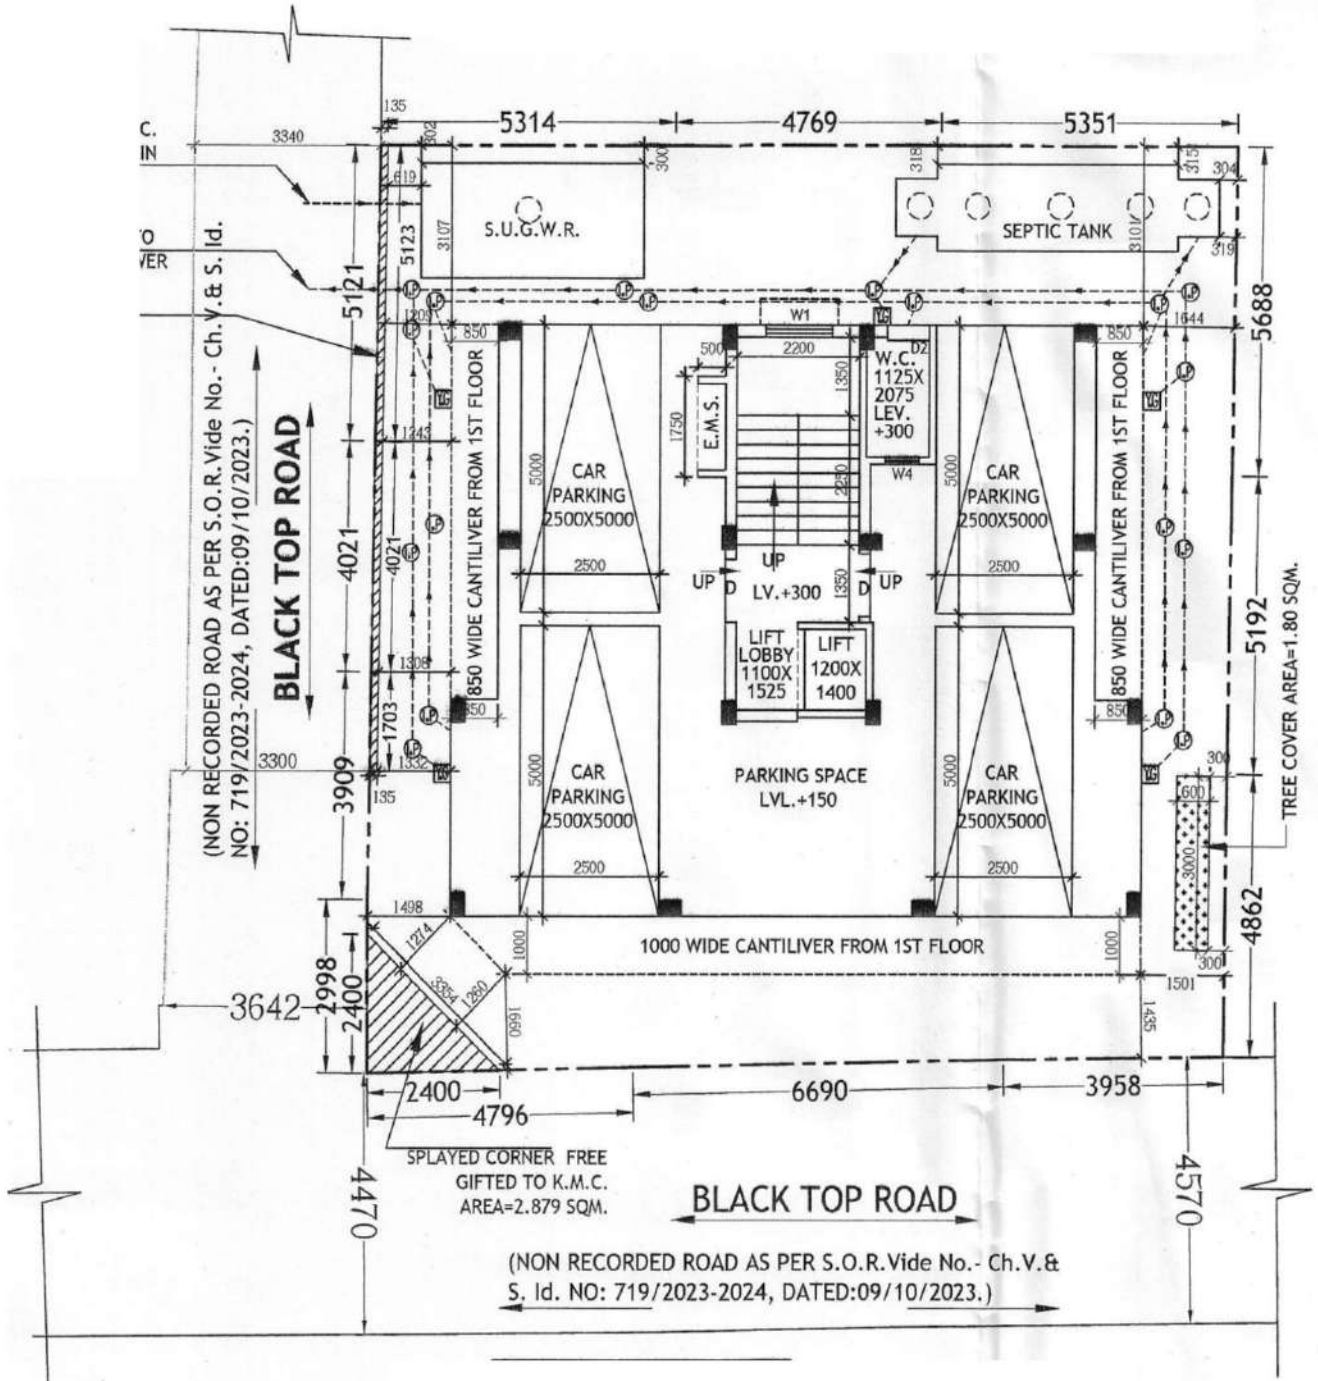 135
5314
4769
5351
C.
IN
3340
302
300
318
315
304
619
S.U.G.W.R.
SEPTIC TANK
3107
5123
3101
319
O
VER
5121
5688
L.P
L.P
L.P
L.P
L.P
L.P
L.P
L.P
1209
W1
Y.G
1644
850
850
D2
500
2200
W.C.
1125X
2075
LEV.
+300
1350
1750
E.M.S.
Y.G
Y.G
1243
W4
2250
5000
5000
CAR
PARKING
2500X5000
CAR
PARKING
2500X5000
850 WIDE CANTILIVER FROM 1ST FLOOR
850 WIDE CANTILIVER FROM 1ST FLOOR
BLACK TOP ROAD
(NON RECORDED ROAD AS PER S.O.R.Vide No.- Ch.V.& S. Id.
NO: 719/2023-2024, DATED:09/10/2023.)
4021
4021
5192
2500
2500
UP
UP
UP
D
LV.+300
D
1350
TREE COVER AREA=1.80 SQM.
LIFT
LOBBY
1100X
1525
LIFT
1200X
1400
1308
850
850
1703
3909
3300
1332
Y.G
Y.G
135
300
600
5000
5000
CAR
PARKING
2500X5000
PARKING SPACE
LVL.+150
CAR
PARKING
2500X5000
3000
2500
2500
4862
1498
1274
1000
1000 WIDE CANTILIVER FROM 1ST FLOOR
1000
300
1501
2998
2400
3354
1260
1660
1435
3642
2400
6690
3958
4796
SPLAYED CORNER FREE
GIFTED TO K.M.C.
AREA=2.879 SQM.
4470
BLACK TOP ROAD
4570
(NON RECORDED ROAD AS PER S.O.R.Vide No.- Ch.V.&
S. Id. NO: 719/2023-2024, DATED:09/10/2023.)